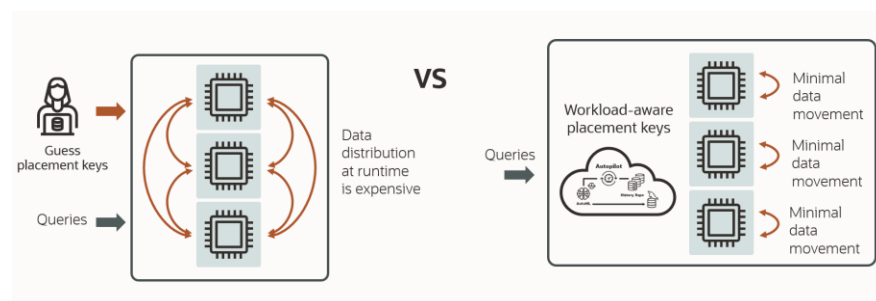 Guess
placement keys
Queries
Data
distribution
at runtime
is expensive
VS
Queries
Workload-aware
placement keys
Autopilot
Minimal
data
movement
Minimal
data
movement
Minimal
data
movement